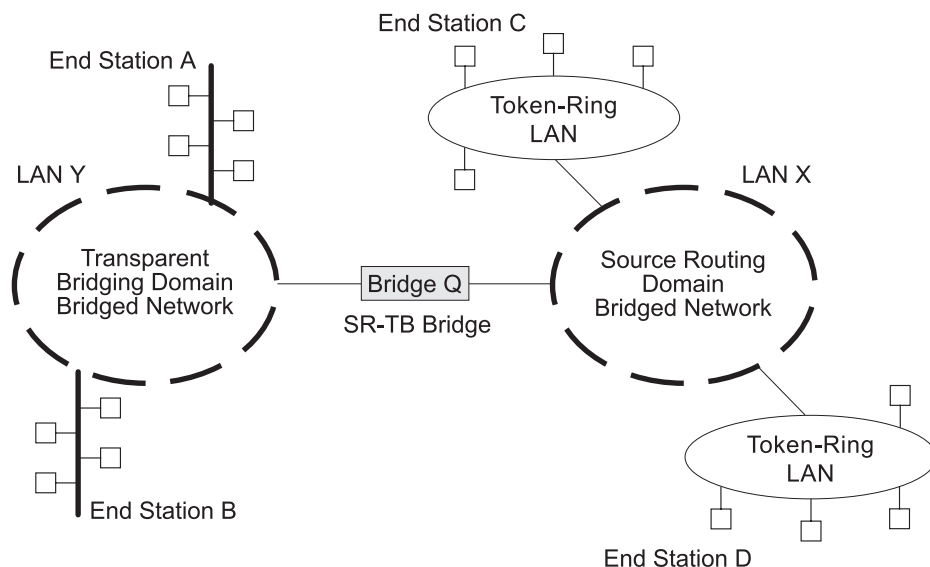 End Station C
End Station A
Token-Ring
LAN
LAN Y
LAN X
Transparent
Bridging Domain
Bridged Network
Bridge Q
SR-TB Bridge
Source Routing
Domain
Bridged Network
Token-Ring
LAN
End Station B
End Station D